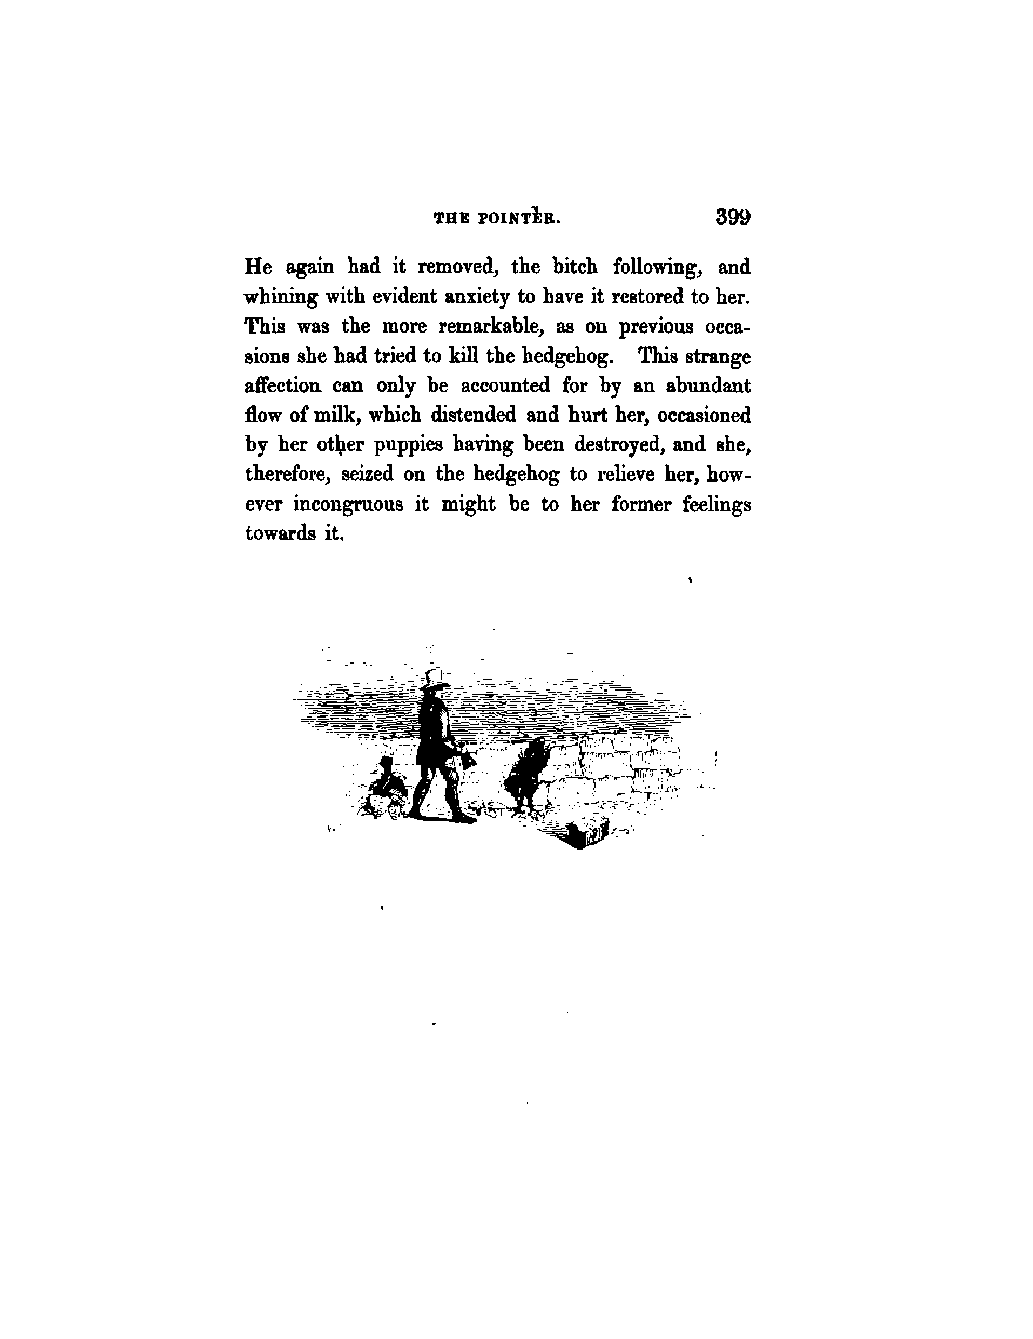 THE POINTER. 399
He again had it removed, the bitch following, and
whining with evident anxiety to have it restored to her.
This was the more remarkable, as on previous occa-
sions she had tried to kill the hedgehog. This strange
affection can only be accounted for by an abundant
flow of milk, which distended and hurt her, occasioned
by her other puppies having been destroyed, and she,
therefore, seized on the hedgehog to relieve her, how-
ever incongruous it might be to her former feelings
towards it.